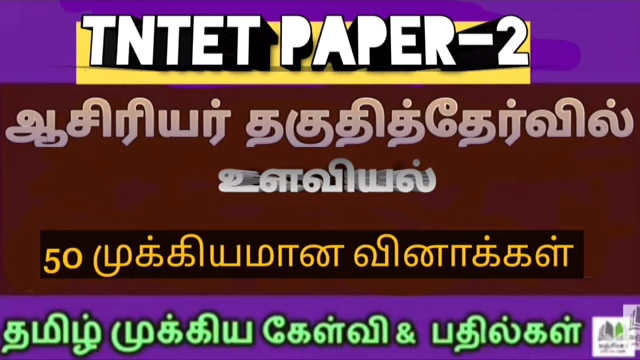 TNTET PAPER-2
ஆசிரியர் தகுதித்தேர்வில்
உளவியல்
50 முக்கியமான வினாக்கள்
தமிழ் முக்கிய கேள்வி & பதில்கள்